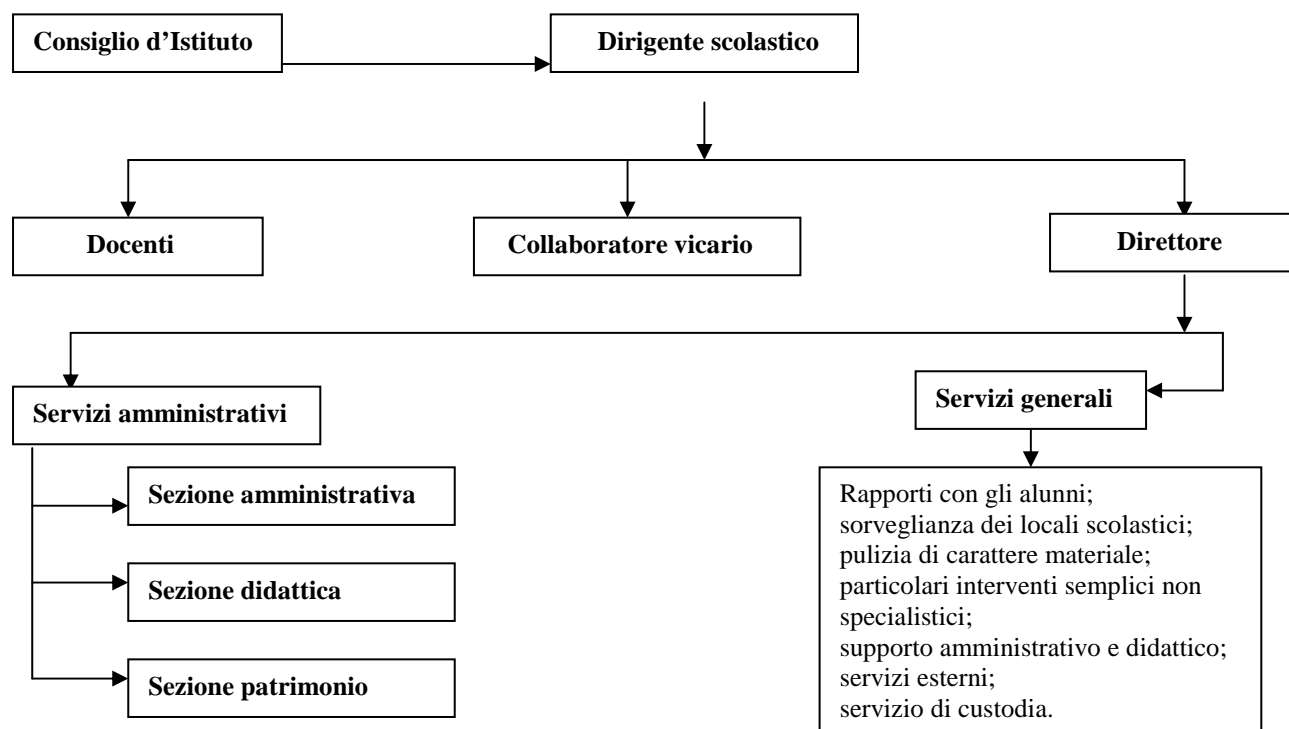 Consiglio d’Istituto
Dirigente scolastico
Docenti
Collaboratore vicario
Direttore
Servizi amministrativi
Servizi generali
Sezione amministrativa
Sezione didattica
Sezione patrimonio
Rapporti con gli alunni;
sorveglianza dei locali scolastici;
pulizia di carattere materiale;
particolari interventi semplici non
specialistici;
supporto amministrativo e didattico;
servizi esterni;
servizio di custodia.